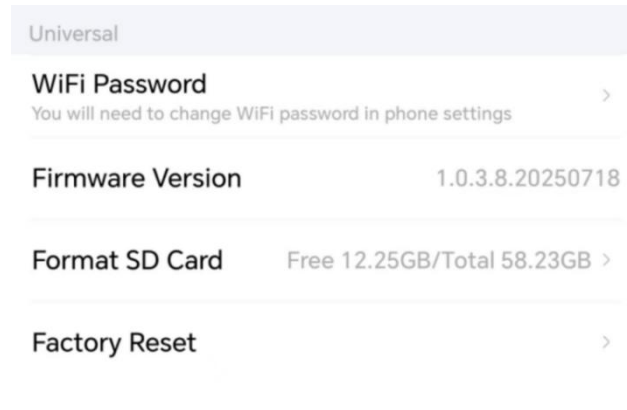 Universal
WiFi Password
You will need to change WiFi password in phone settings
Firmware Version 1.0.3.8.20250718
Format SD Card Free 12.25GB/Total 58.23GB
Factory Reset